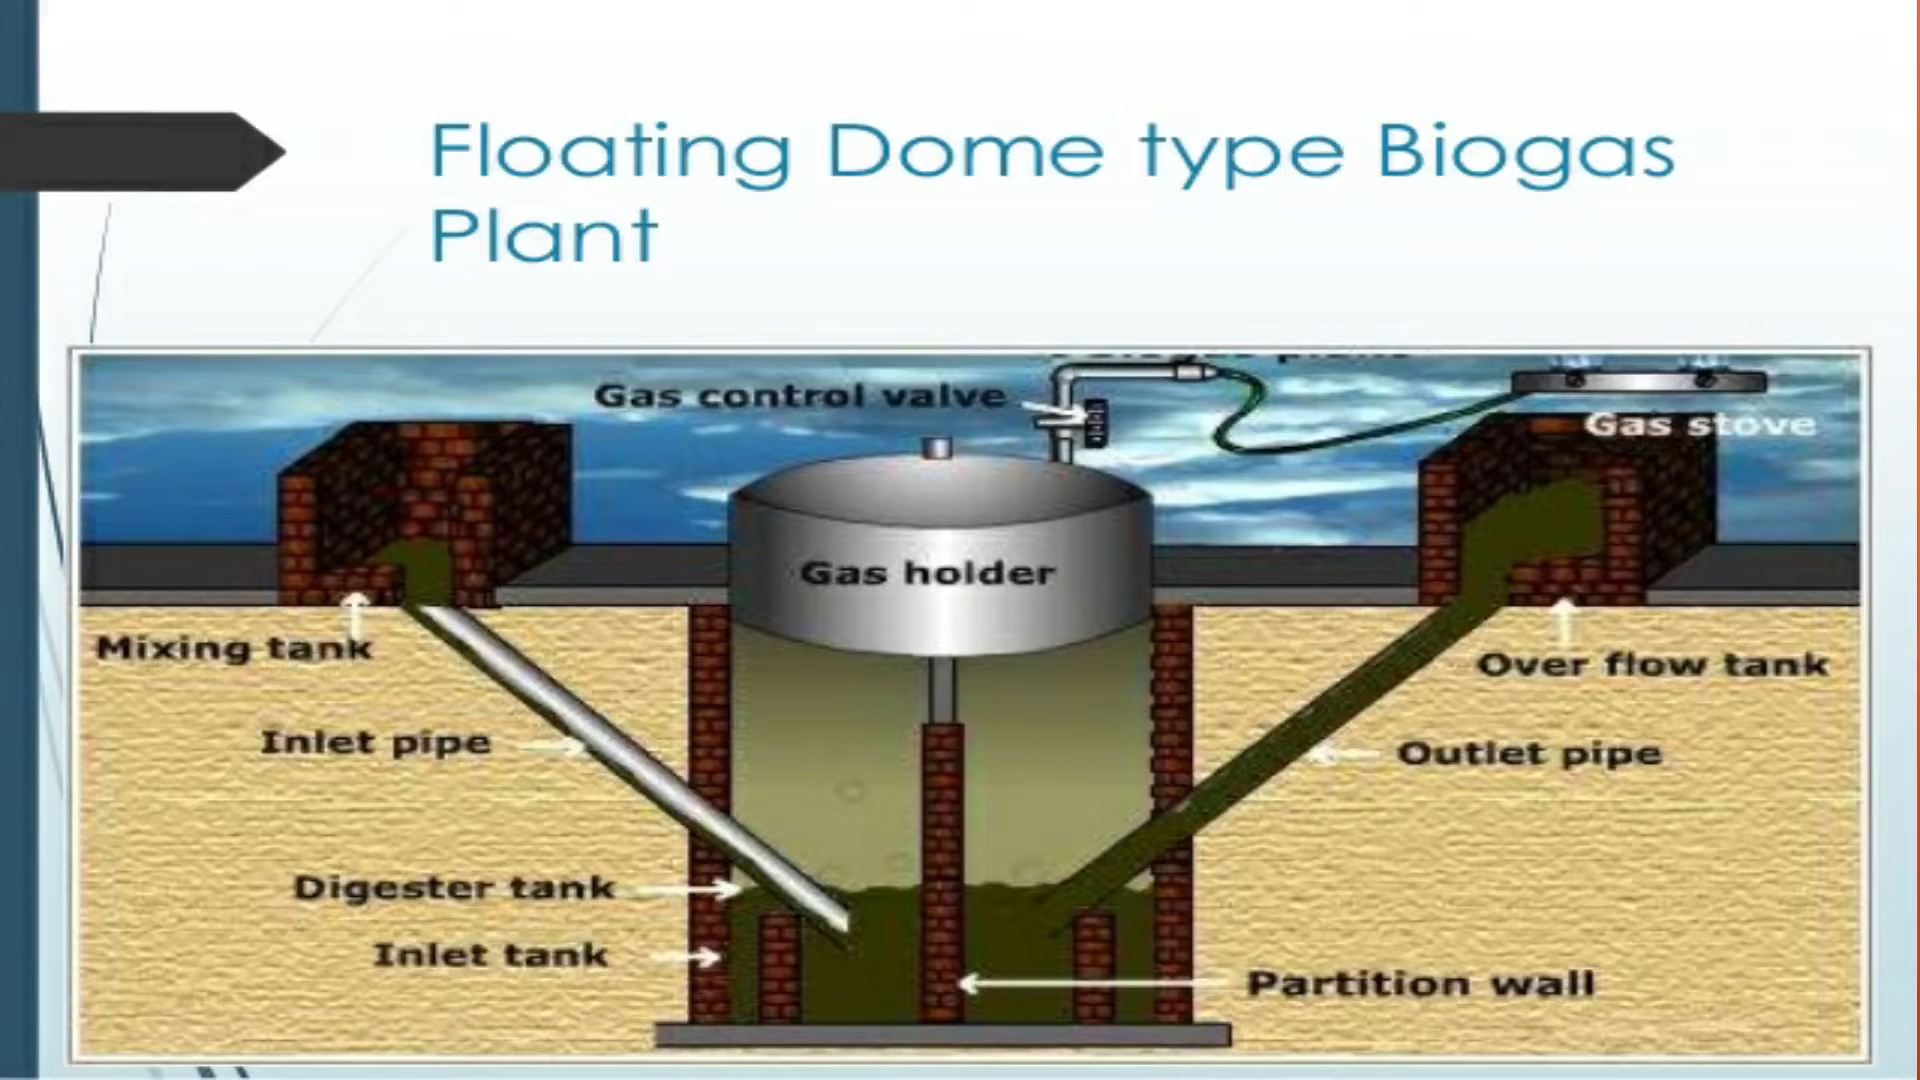 Floating Dome type Biogas
Plant
Gas control valve
Gas stove
Gas holder
Mixing tank
Over flow tank
Inlet pipe
Outlet pipe
Digester tank
Inlet tank
Partition wall